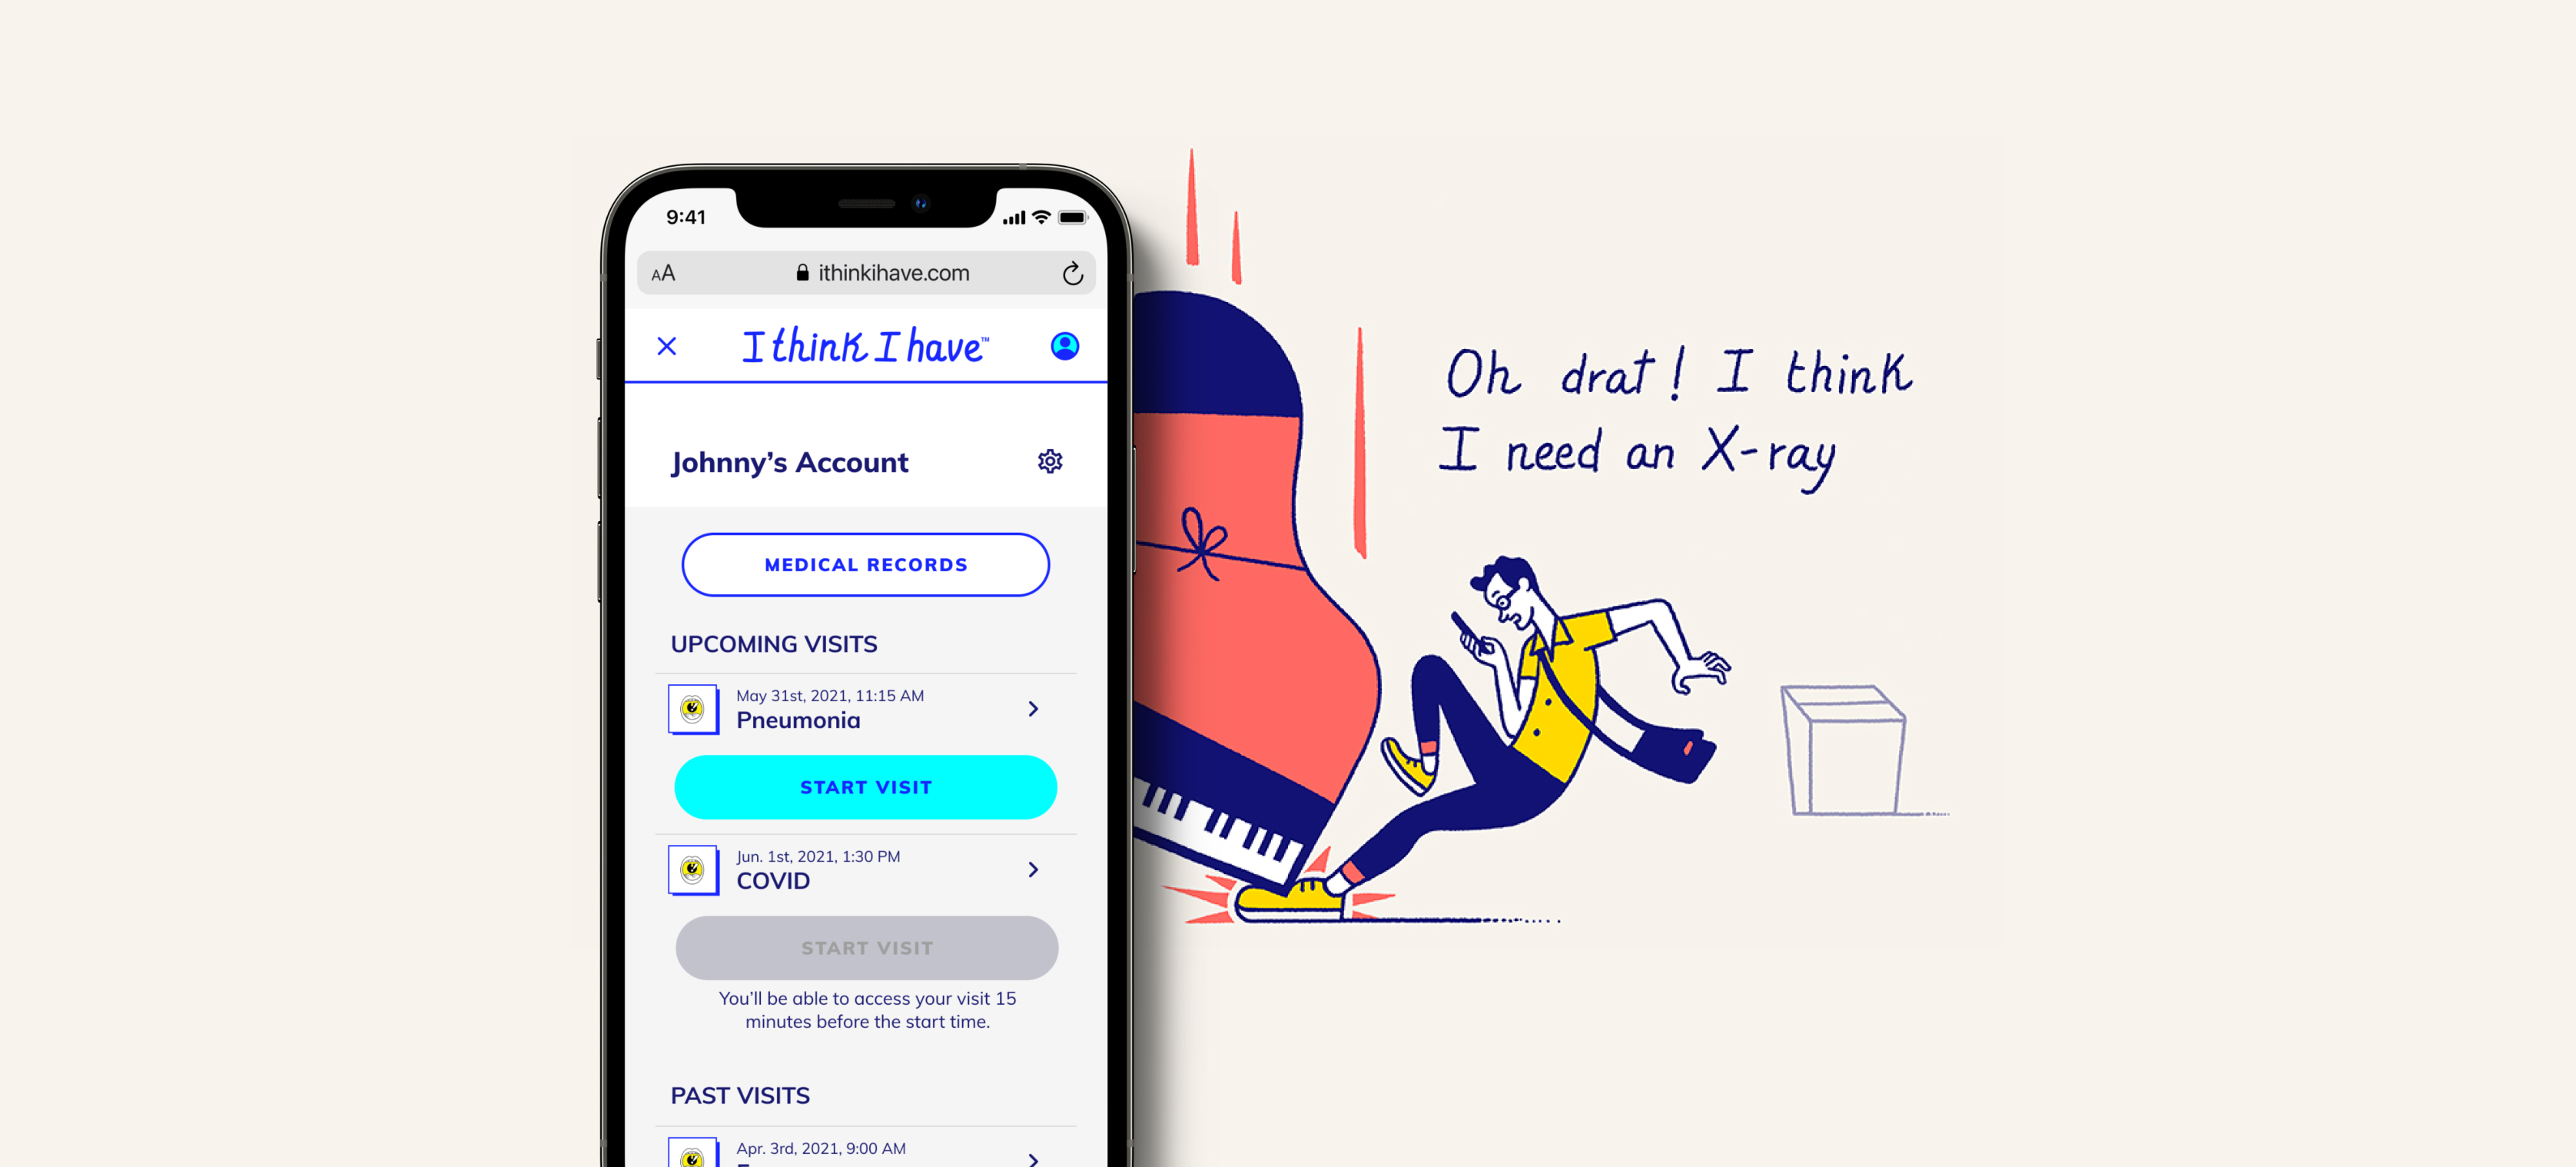 9:41
AA
ithinkihave.com
I think I have™
Johnny's Account
MEDICAL RECORDS
UPCOMING VISITS
May 31st, 2021, 11:15 AM
Pneumonia
START VISIT
Jun. 1st, 2021, 1:30 PM
COVID
START VISIT
You'll be able to access your visit 15
minutes before the start time.
PAST VISITS
Apr. 3rd, 2021, 9:00 AM
Oh drat! I think
I need an X-ray